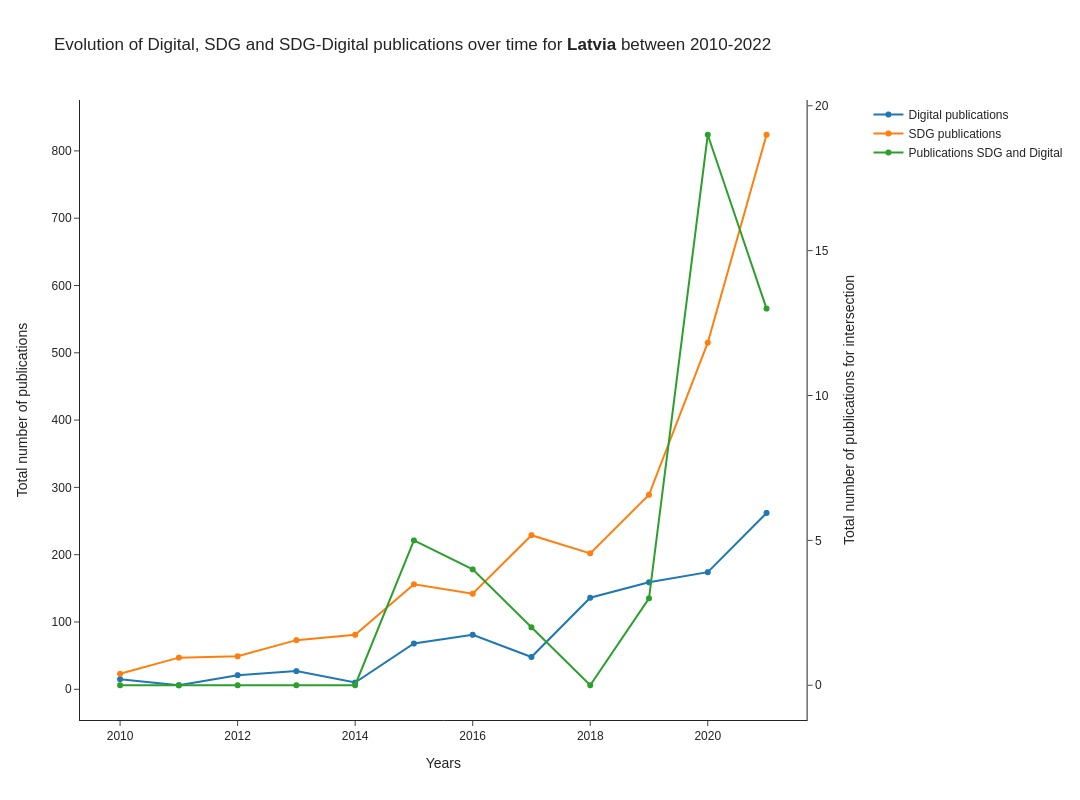 Evolution of Digital, SDG and SDG-Digital publications over time for Latvia between 2010-2022
Digital publications
SDG publications
Publications SDG and Digital
Total number of publications
800
700
600
500
400
300
200
100
0
20
15
10
5
0
Total number of publications for intersection
2010
2012
2014
2016
2018
2020
Years